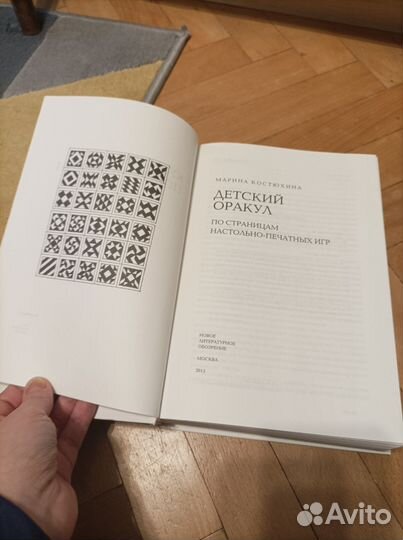 МАРИНА КОСТЮХИНА
ДЕТСКИЙ
ОРАКУЛ
ПО СТРАНИЦАМ
НАСТОЛЬНО-ПЕЧАТНЫХ ИГР
НОВОЕ
ЛИТЕРАТУРНОЕ
ОБОЗРЕНИЕ
МОСКВА
2013
Avito